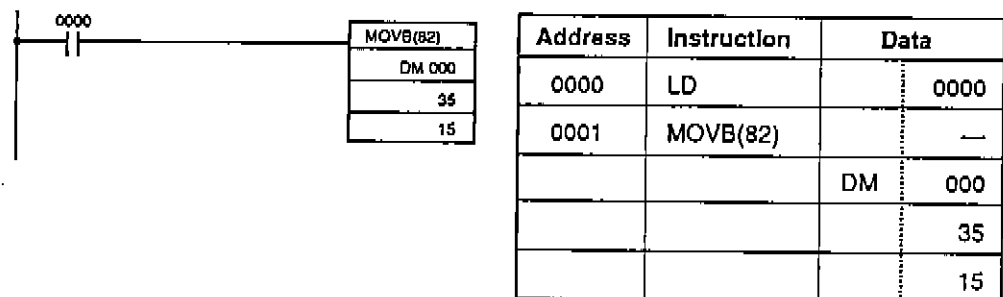 0000
MOVB(82)
DM 000
35
15
Address Instruction Data
0000 LD 0000
0001 MOVB(82) —
DM 000
35
15